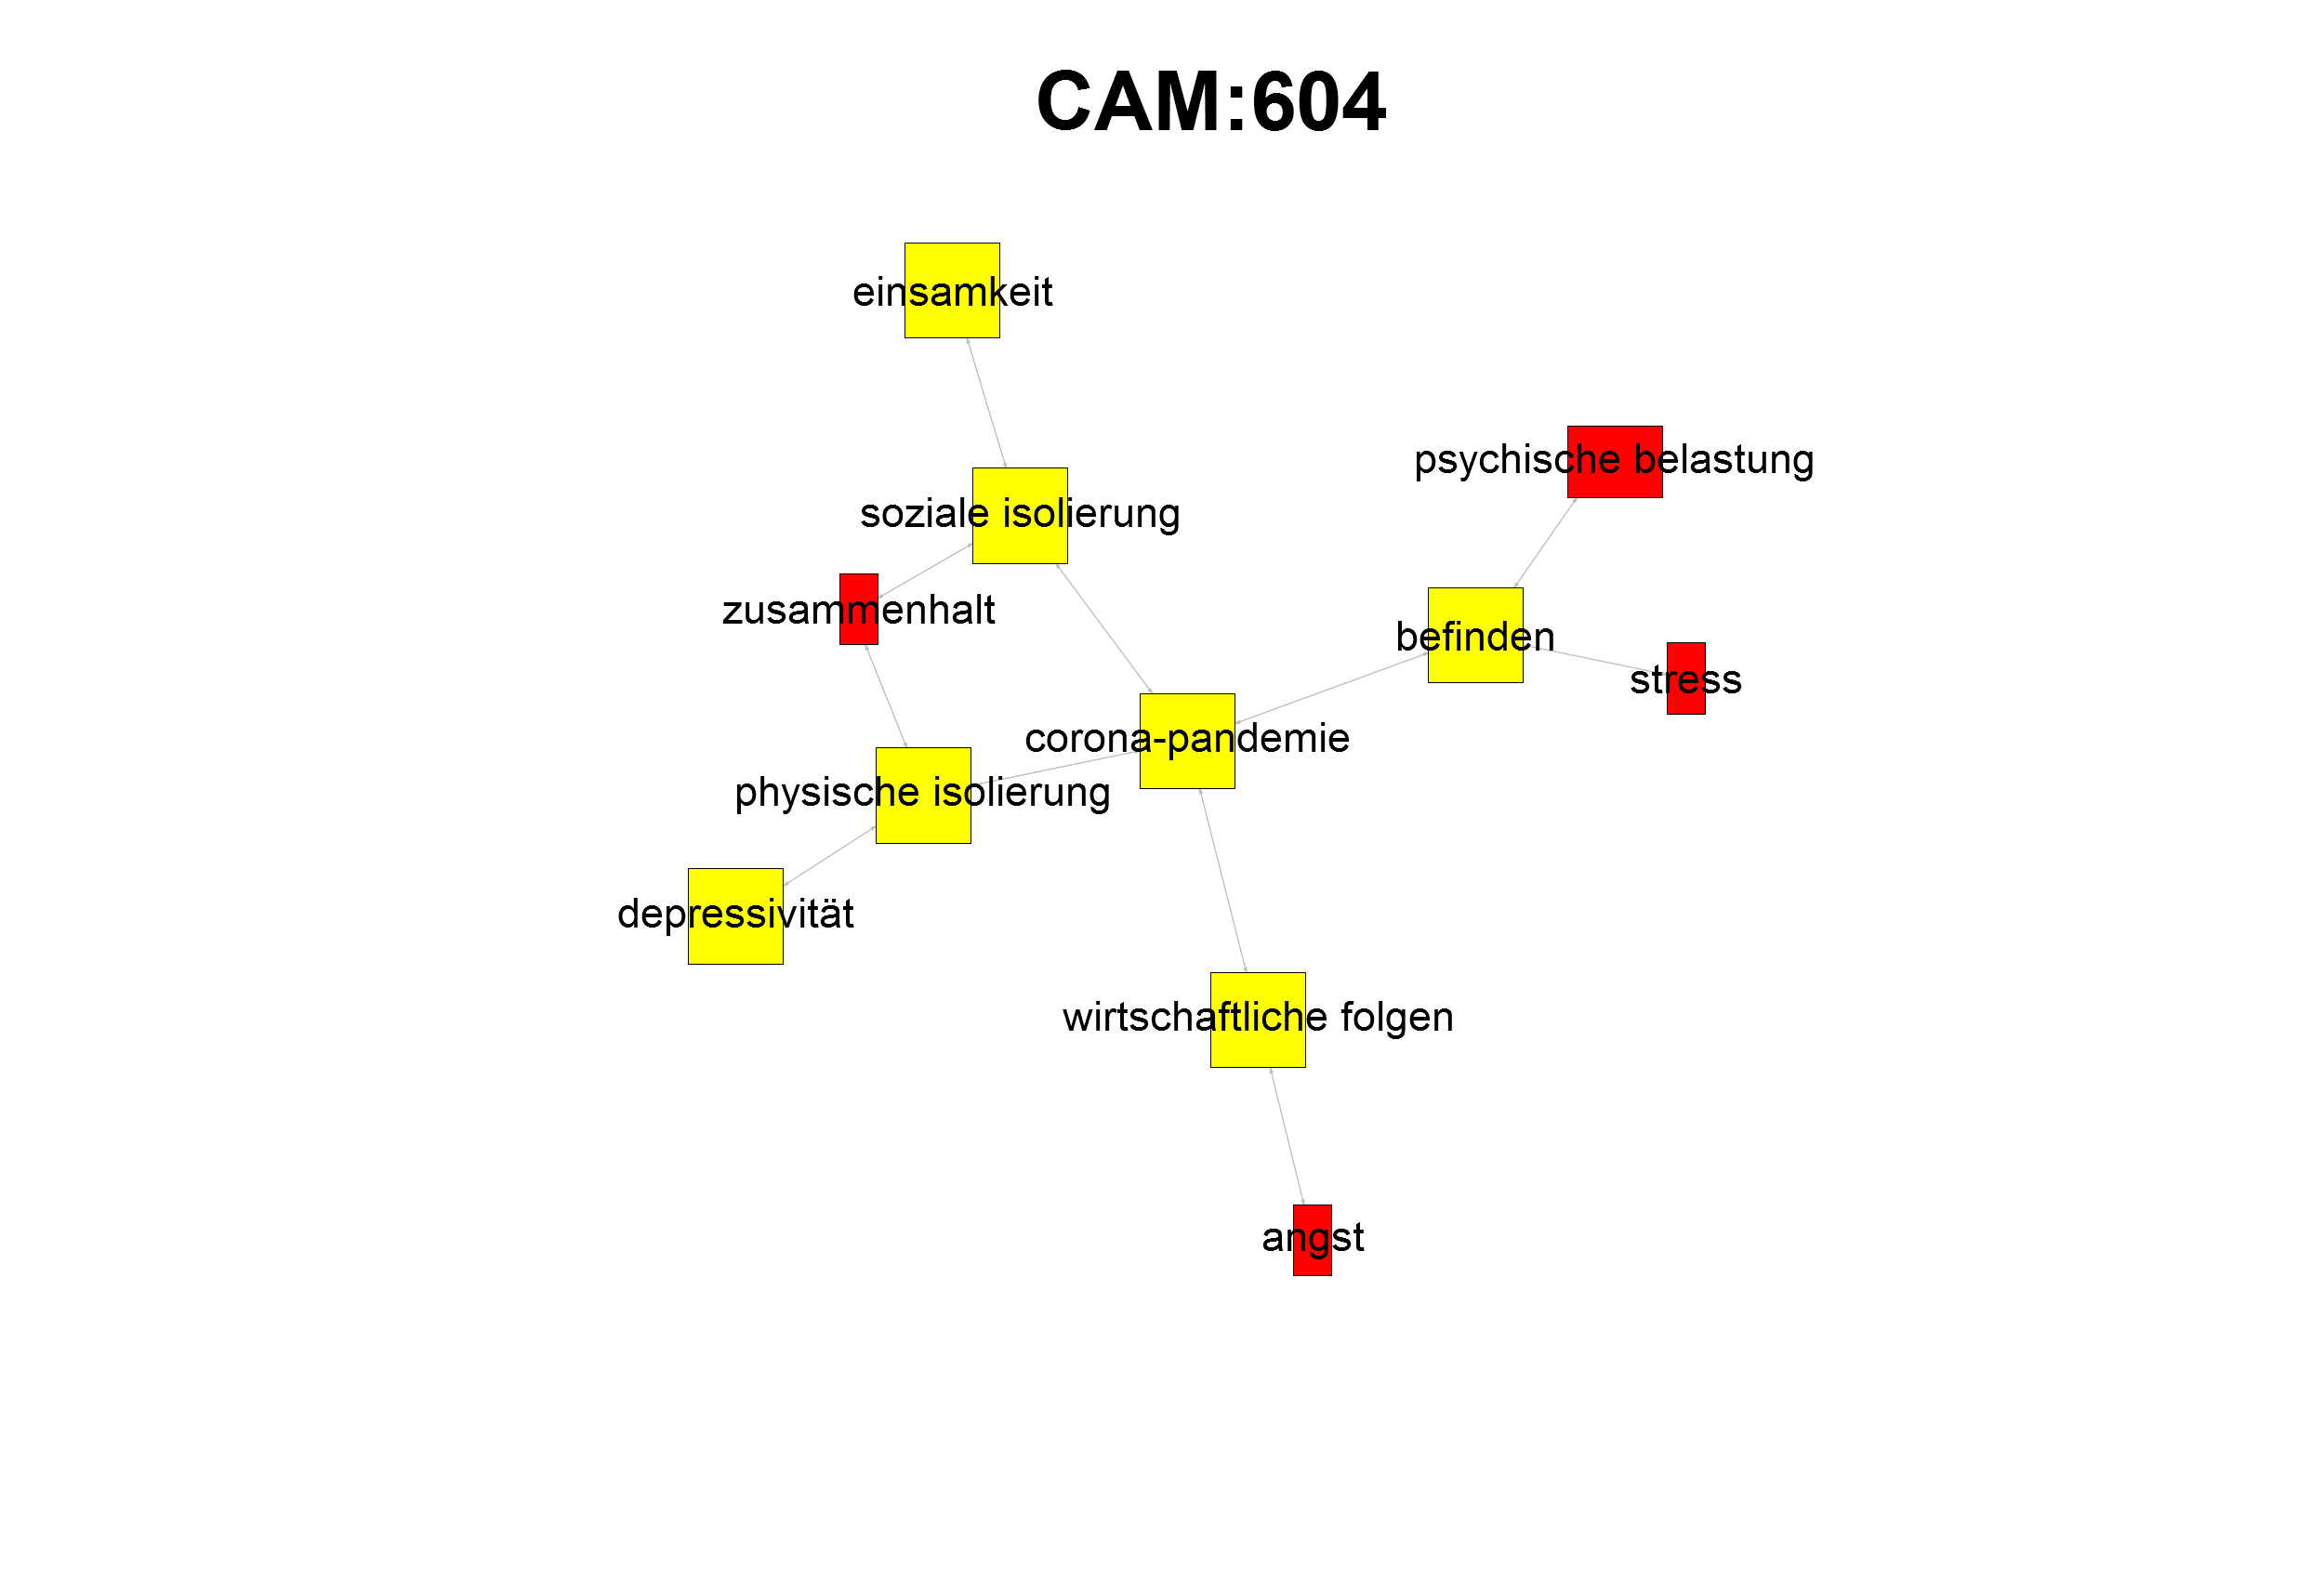 CAM:604
einsamkeit
psychische belastung
soziale isolierung
zusammenhalt
befinden
stress
corona-pandemie
physische isolierung
depressivität
wirtschaftliche folgen
angst